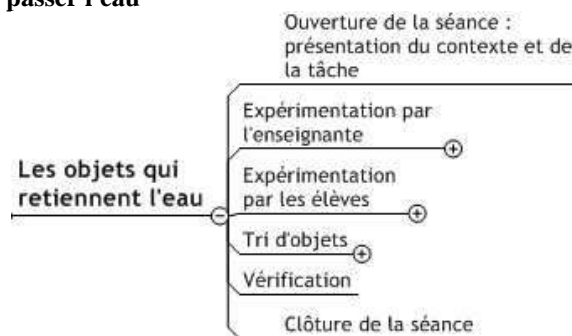 passer l'eau
Ouverture de la séance :
présentation du contexte et de
la tâche
Expérimentation par
l'enseignante
Les objets qui
retiennent l'eau
Expérimentation
par les élèves
Tri d'objets
Vérification
Clôture de la séance